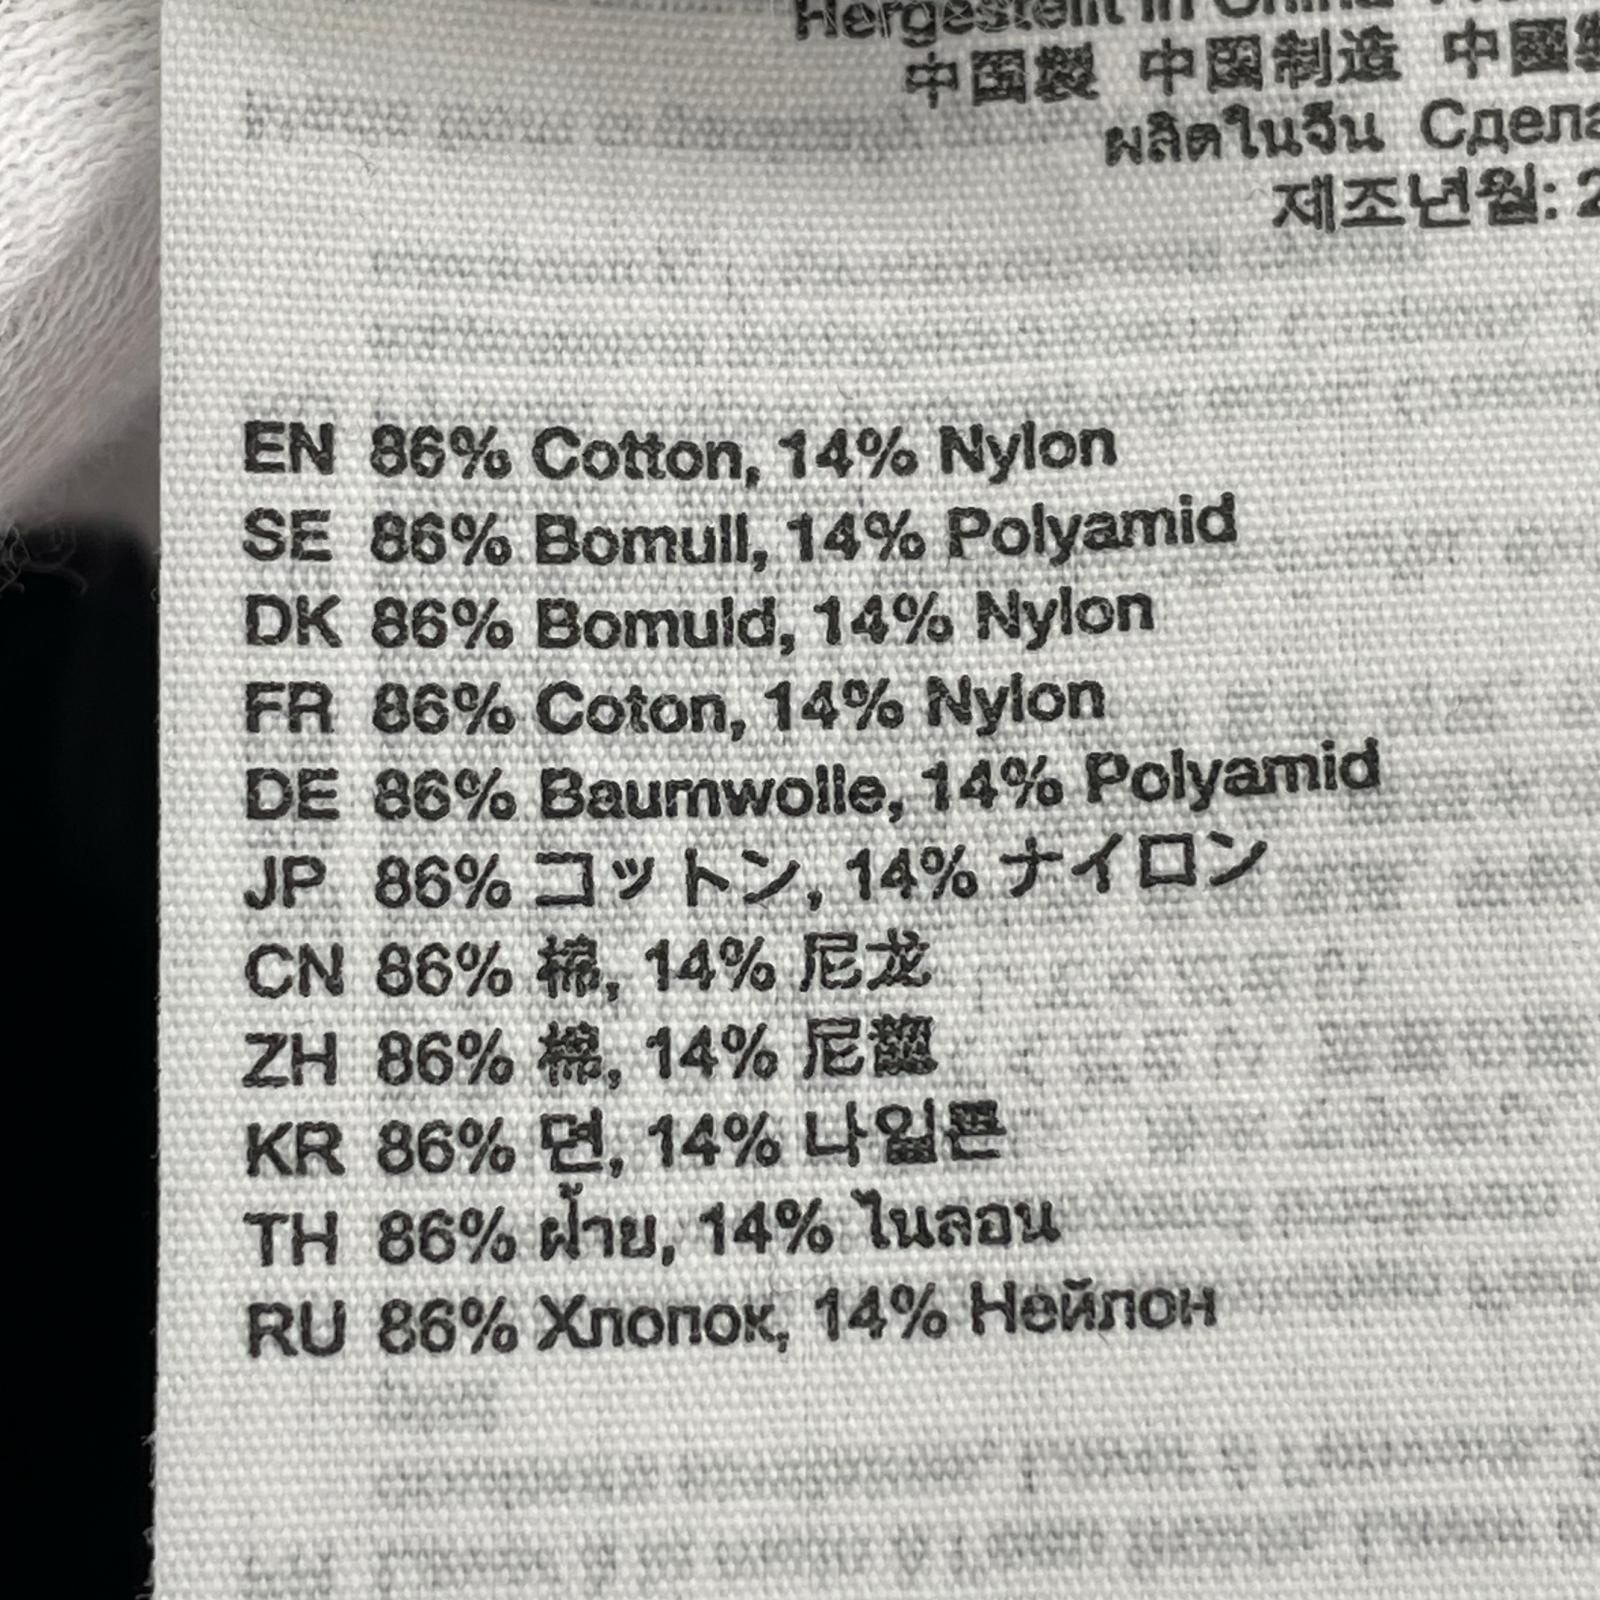 Hergestellt in China
中国製 中国制造 中國製
ผลิตในจีน Сдела
제조년월: 2
EN 86% Cotton, 14% Nylon
SE 86% Bomull, 14% Polyamid
DK 86% Bomuld, 14% Nylon
FR 86% Coton, 14% Nylon
DE 86% Baumwolle, 14% Polyamid
JP 86% コットン, 14% ナイロン
CN 86% 棉, 14% 尼龙
ZH 86% 棉, 14% 尼龍
KR 86% 면, 14% 나일론
TH 86% ฝ้าย, 14% ไนลอน
RU 86% Хлопок, 14% Нейлон